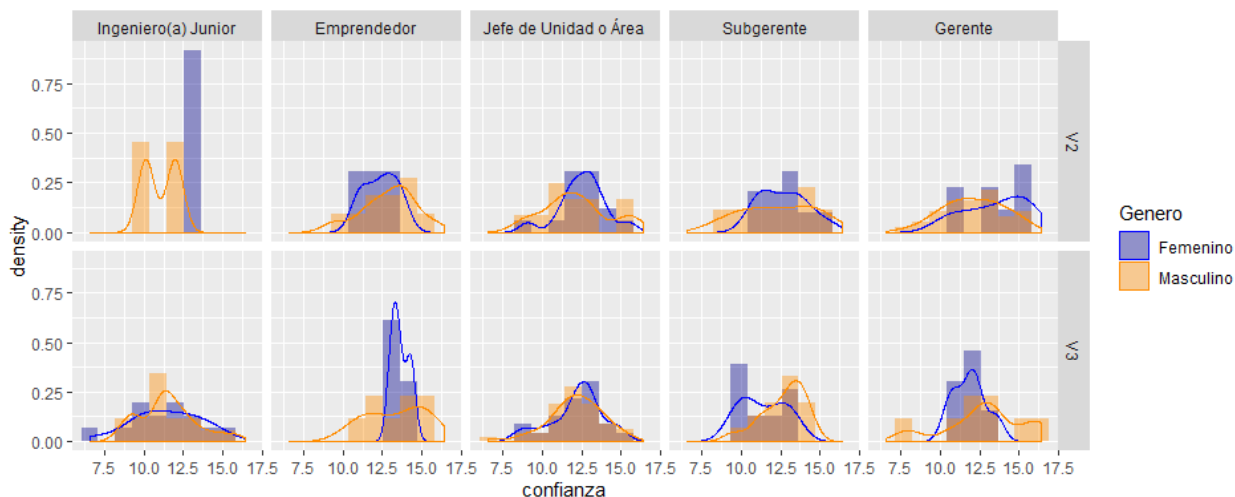 Ingeniero(a) Junior
Emprendedor
Jefe de Unidad o Área
Subgerente
Gerente
0.75
0.50
0.25
0.00
V2
0.75
0.50
0.25
0.00
V3
density
7.5 10.0 12.5 15.0 17.5
7.5 10.0 12.5 15.0 17.5
7.5 10.0 12.5 15.0 17.5
7.5 10.0 12.5 15.0 17.5
7.5 10.0 12.5 15.0 17.5
confianza
Genero
Femenino
Masculino